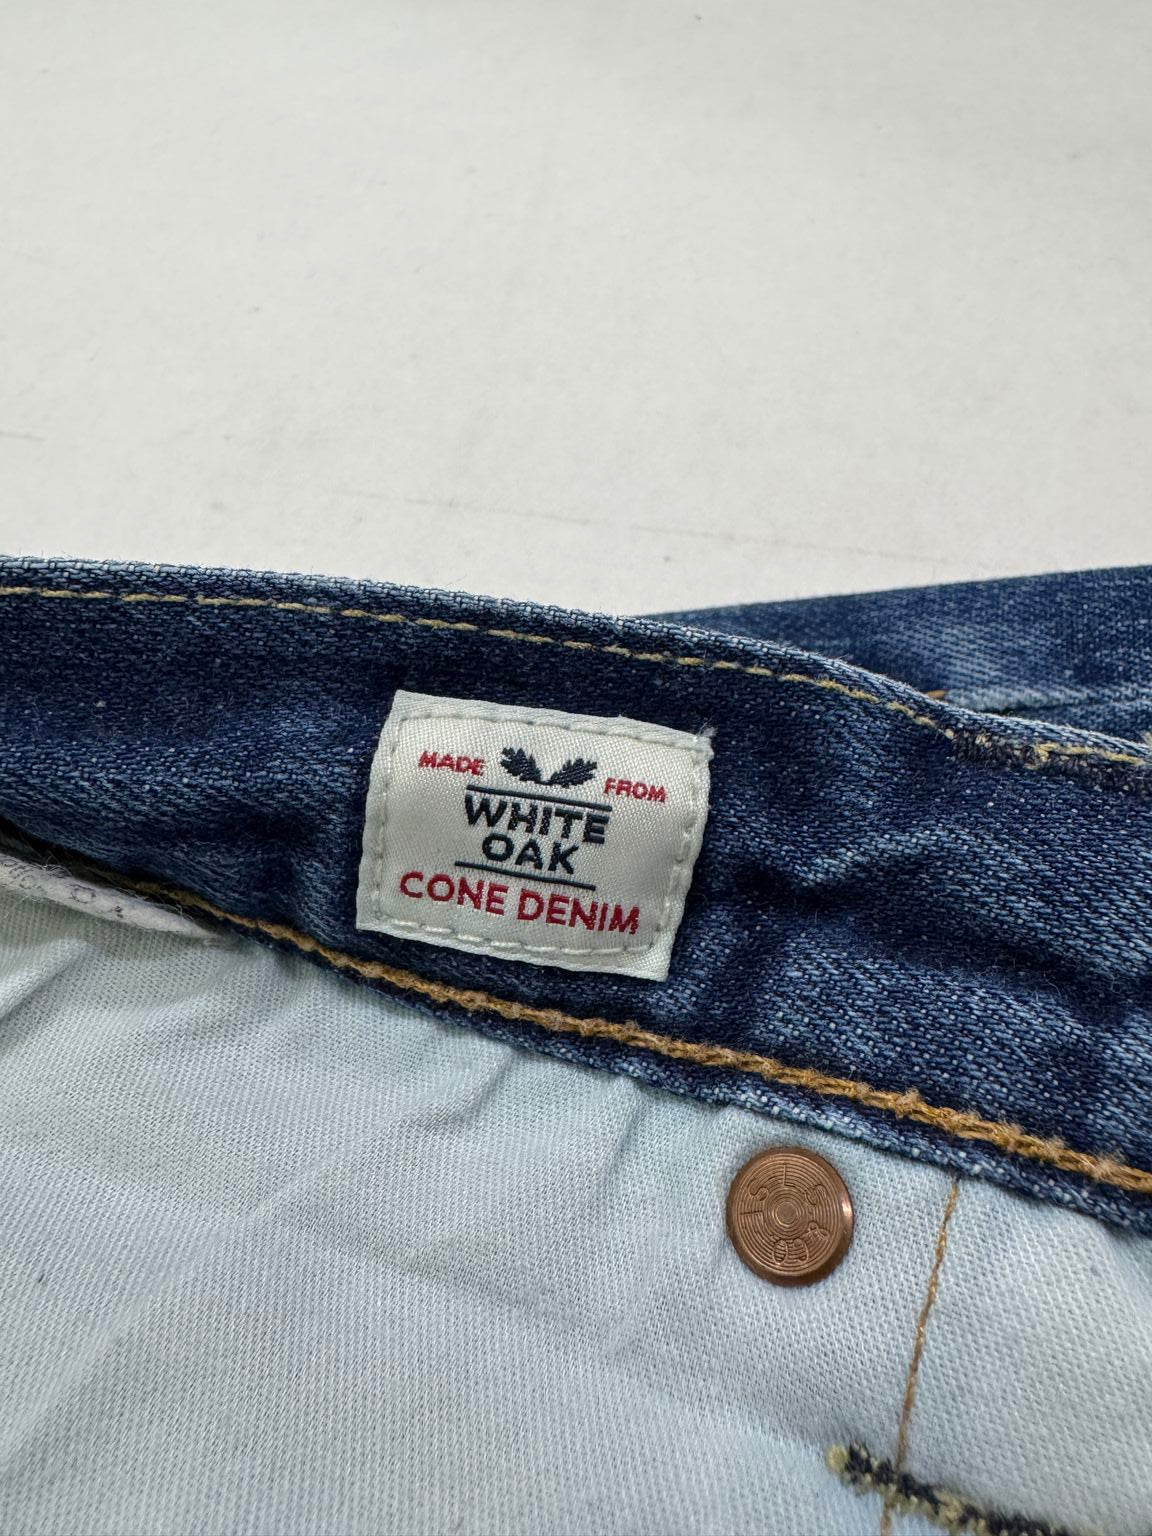 MADE FROM
WHITE
OAK
CONE DENIM